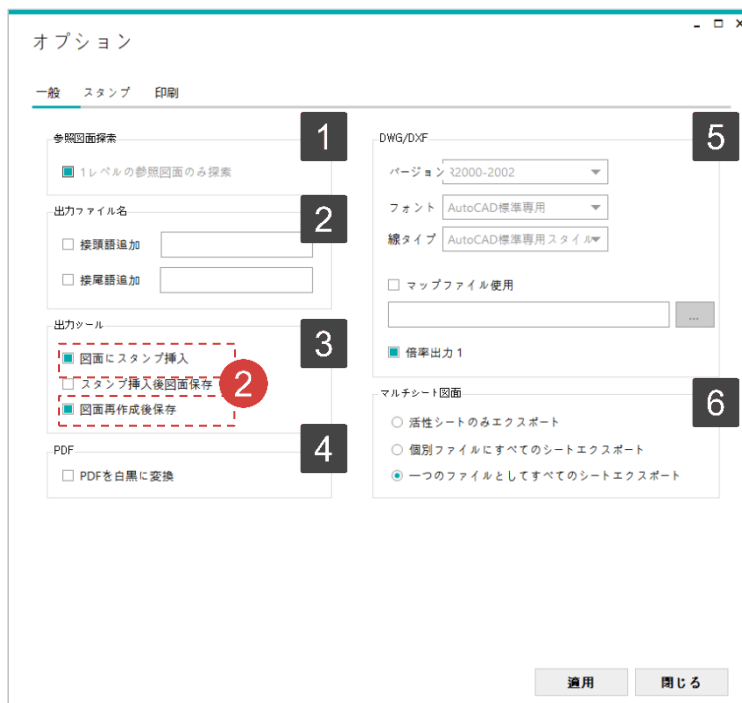 オプション
一般 スタンプ 印刷
参照図面探索 1
1レベルの参照図面のみ探索
出力ファイル名 2
接頭語追加
接尾語追加
出力ツール 3
図面にスタンプ挿入
スタンプ挿入後図面保存 2
図面再作成後保存
PDF 4
PDFを白黒に変換
DWG/DXF 5
バージョン R2000-2002
フォント AutoCAD標準専用
線タイプ AutoCAD標準専用スタイル
マップファイル使用
...
倍率出力 1
マルチシート図面 6
活性シートのみエクスポート
個別ファイルにすべてのシートエクスポート
一つのファイルとしてすべてのシートエクスポート
適用 閉じる